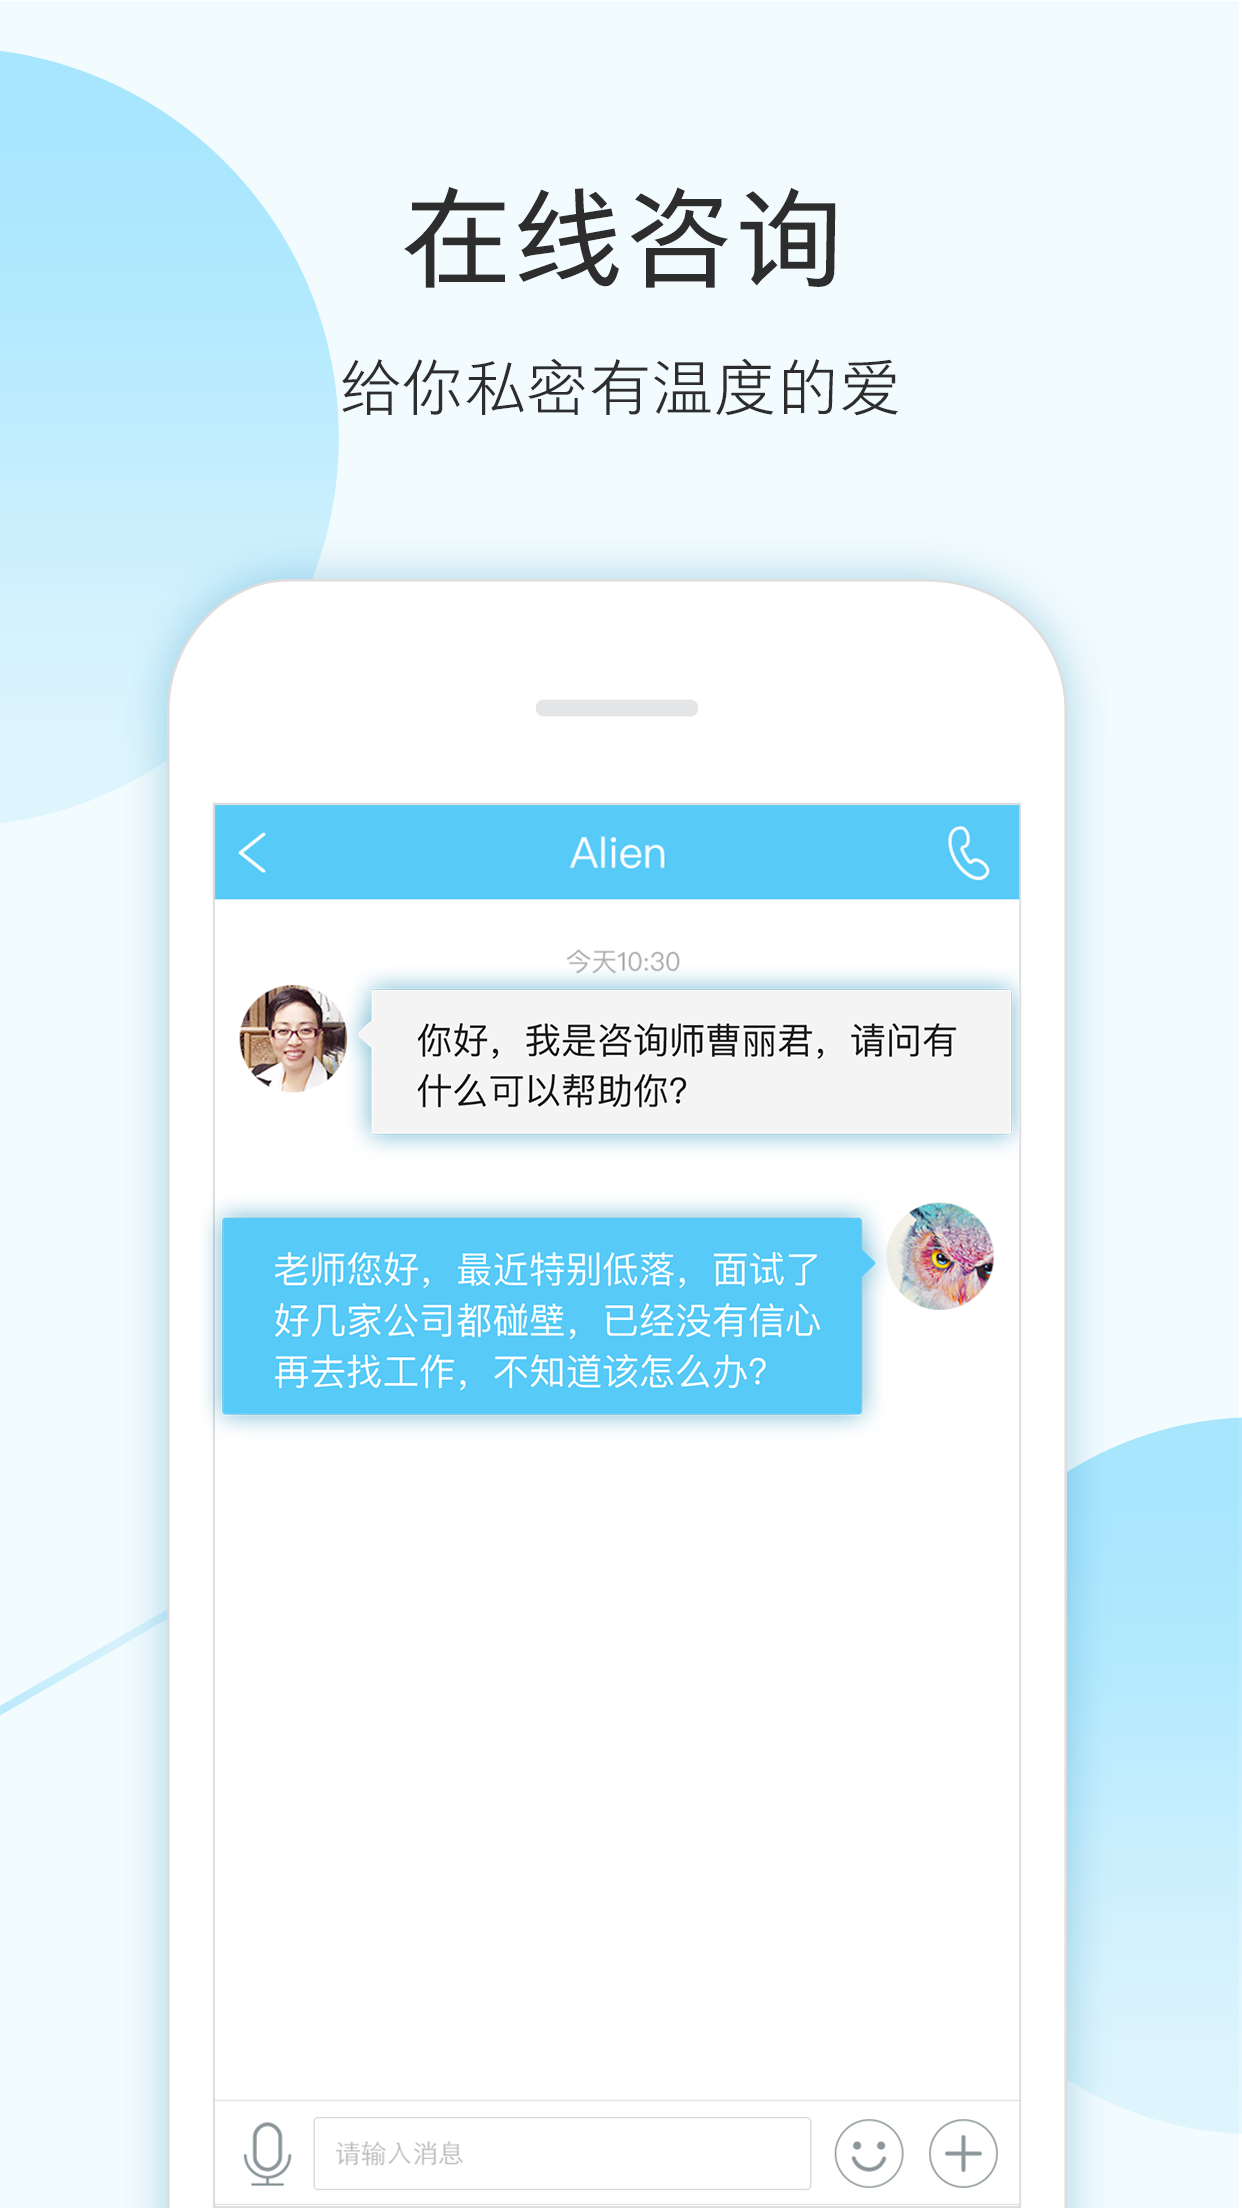 在线咨询
给你私密有温度的爱
Alien
今天10:30
你好，我是咨询师曹丽君，请问有
什么可以帮助你？
老师您好，最近特别低落，面试了
好几家公司都碰壁，已经没有信心
再去找工作，不知道该怎么办？
请输入消息